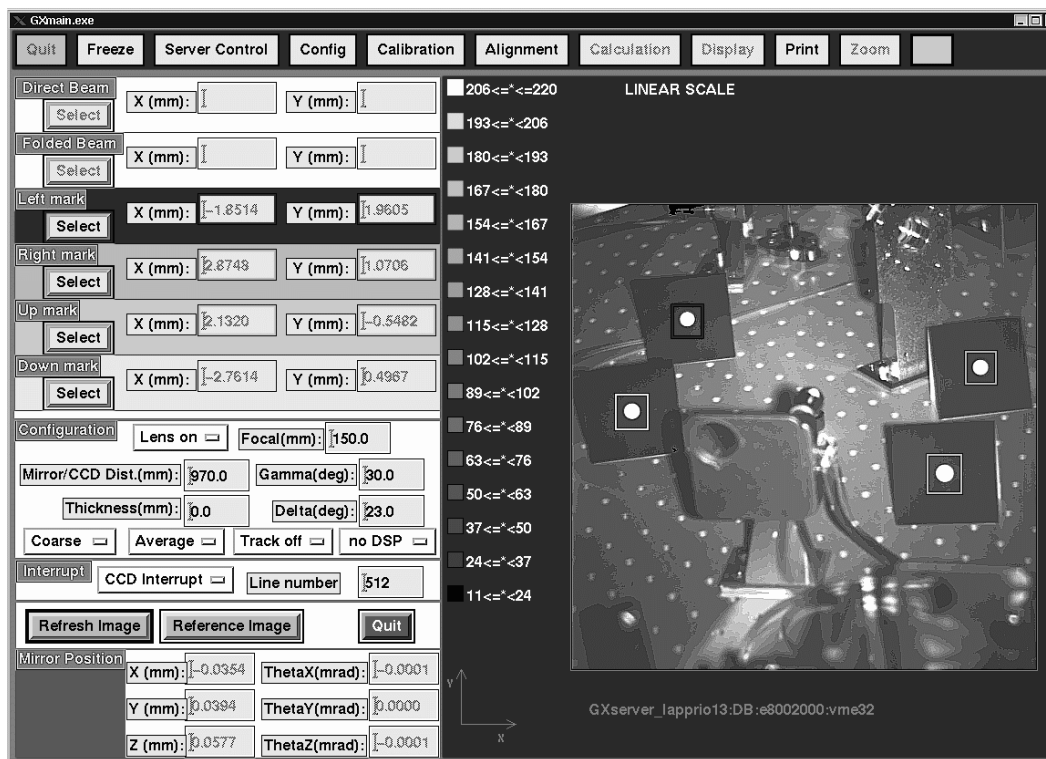 GXmain.exe
Quit Freeze Server Control Config Calibration Alignment Calculation Display Print Zoom
Direct Beam
X (mm): Y (mm):
Select
Folded Beam
X (mm): Y (mm):
Select
Left mark
X (mm): -1.8514 Y (mm): 1.9605
Select
Right mark
X (mm): 2.8748 Y (mm): 1.0706
Select
Up mark
X (mm): 2.1320 Y (mm): -0.5482
Select
Down mark
X (mm): -2.7614 Y (mm): 0.4967
Select
Configuration
Lens on Focal(mm): 150.0
Mirror/CCD Dist.(mm): 970.0 Gamma(deg): 30.0
Thickness(mm): 0.0 Delta(deg): 23.0
Coarse Average Track off no DSP
Interrupt
CCD Interrupt Line number 512
Refresh Image Reference Image Quit
Mirror Position
X (mm): -0.0354 ThetaX(mrad): -0.0001
Y (mm): 0.0394 ThetaY(mrad): 0.0000
Z (mm): 0.0577 ThetaZ(mrad): -0.0001
206<=*<=220 LINEAR SCALE
193<=*<206
180<=*<193
167<=*<180
154<=*<167
141<=*<154
128<=*<141
115<=*<128
102<=*<115
89<=*<102
76<=*<89
63<=*<76
50<=*<63
37<=*<50
24<=*<37
11<=*<24
Y
X
GXserver_lapprio13:DB:e8002000:vme32